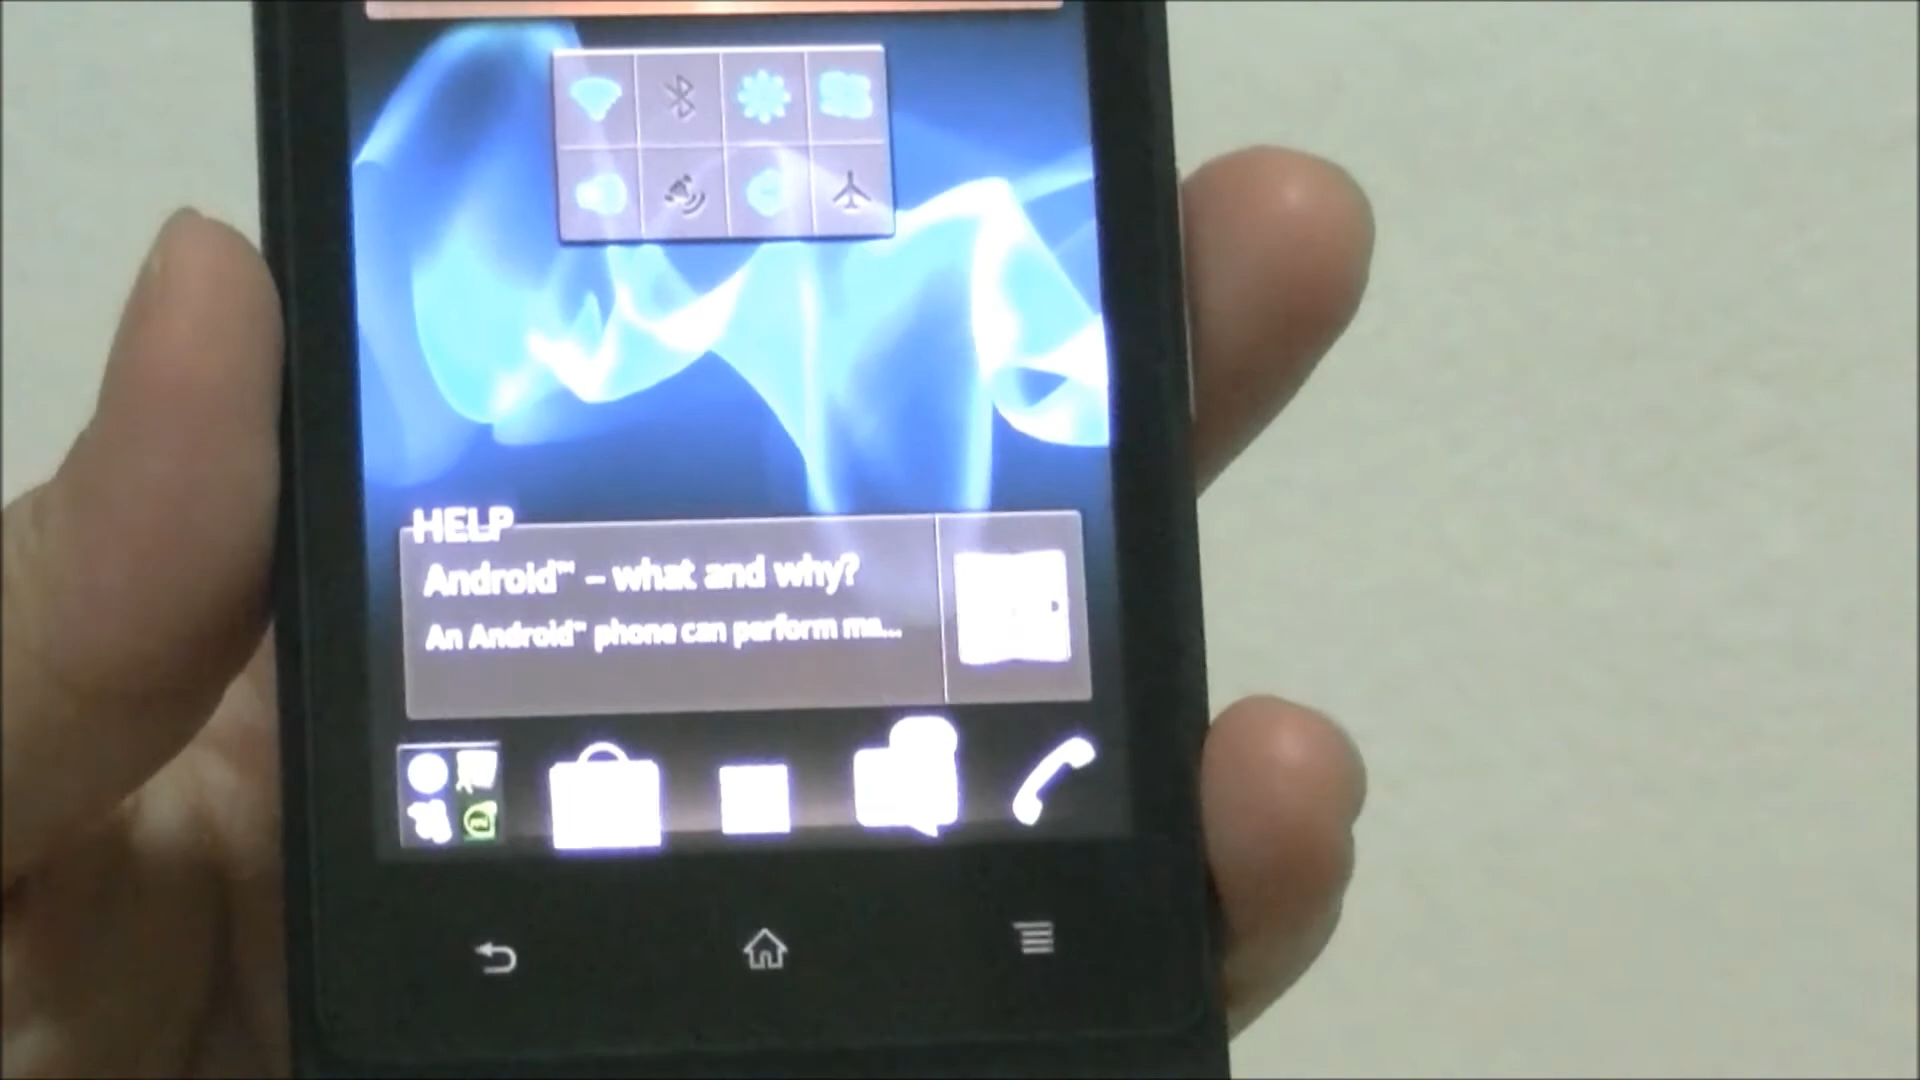 HELP
Android™ – what and why?
An Android™ phone can perform ma...